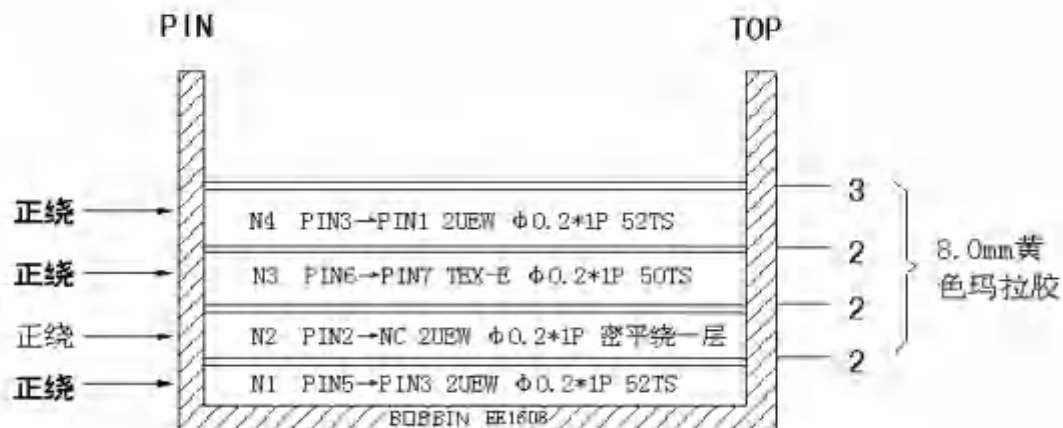 PIN
TOP
3
正绕
N4 PIN3→PIN1 2UEW φ0.2*1P 52TS
2
8.0mm黄
色玛拉胶
正绕
N3 PIN6→PIN7 TEX-E φ0.2*1P 50TS
2
正绕
N2 PIN2→NC 2UEW φ0.2*1P 密平绕一层
2
正绕
N1 PIN5→PIN3 2UEW φ0.2*1P 52TS
BOBBIN EE1608